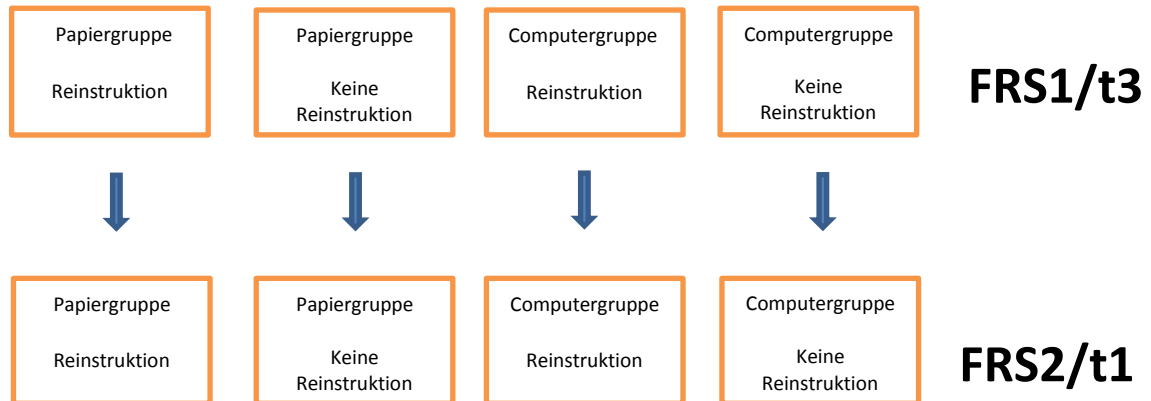 Papiergruppe
Reinstruktion
Papiergruppe
Keine
Reinstruktion
Computergruppe
Reinstruktion
Computergruppe
Keine
Reinstruktion
FRS1/t3
Papiergruppe
Reinstruktion
Papiergruppe
Keine
Reinstruktion
Computergruppe
Reinstruktion
Computergruppe
Keine
Reinstruktion
FRS2/t1